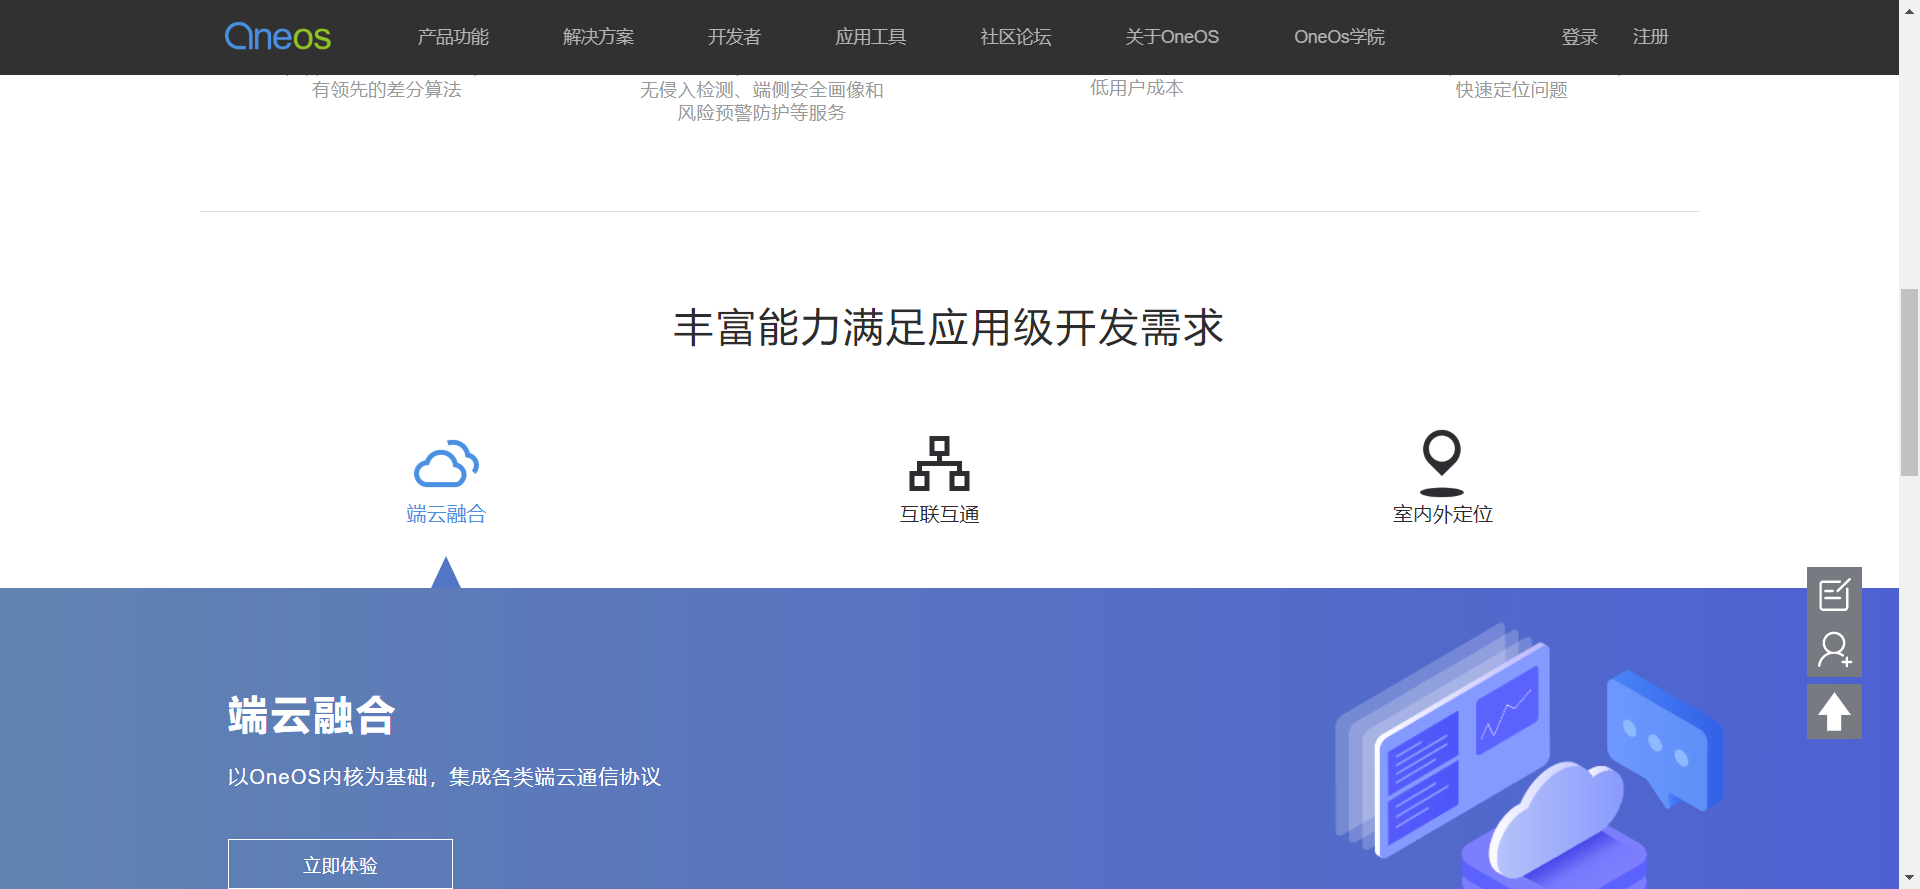 Oneos 产品功能 解决方案 开发者 应用工具 社区论坛 关于OneOS OneOs学院 登录 注册
有领先的差分算法
无侵入检测、端侧安全画像和
风险预警防护等服务
低用户成本
快速定位问题
丰富能力满足应用级开发需求
端云融合 互联互通 室内外定位
端云融合
以OneOS内核为基础，集成各类端云通信协议
立即体验